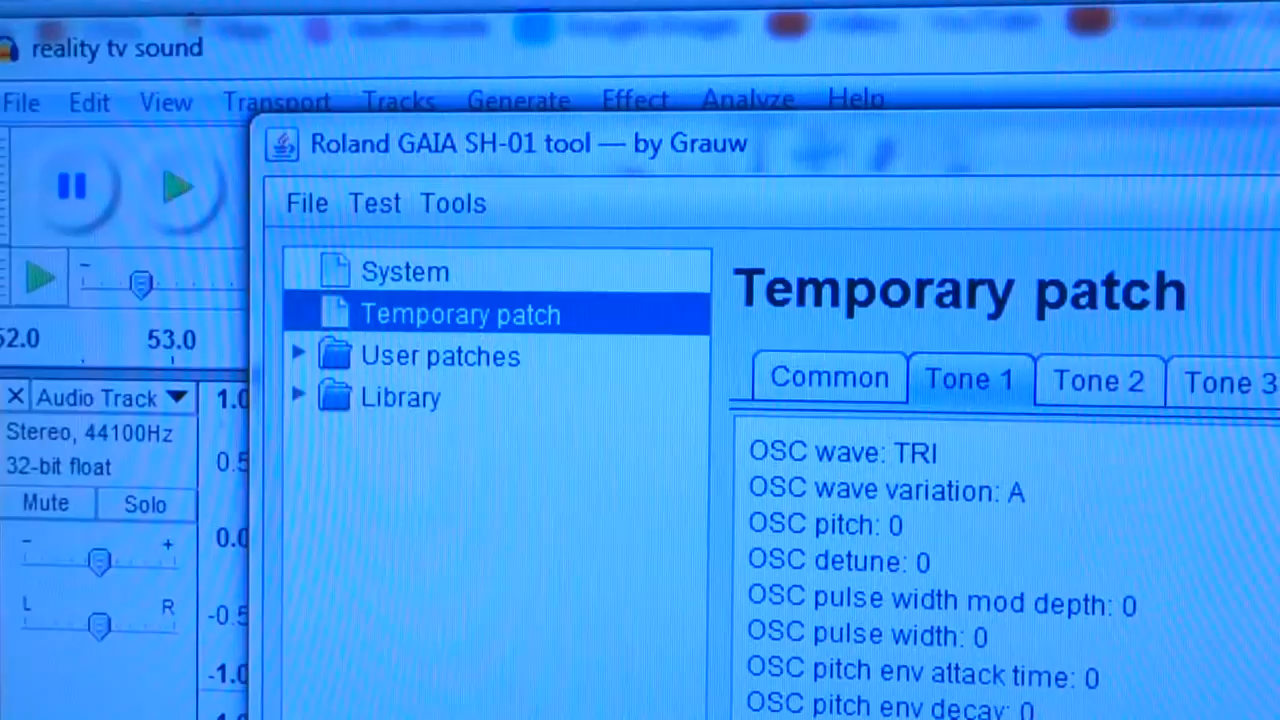 reality tv sound
File Edit View Transport Tracks Generate Effect Analyze Help
Roland GAIA SH-01 tool — by Grauw
File Test Tools
System
Temporary patch
User patches
Library
Temporary patch
Common Tone 1 Tone 2 Tone 3
OSC wave: TRI
OSC wave variation: A
OSC pitch: 0
OSC detune: 0
OSC pulse width mod depth: 0
OSC pulse width: 0
OSC pitch env attack time: 0
OSC pitch env decay: 0
- 
52.0 53.0
X Audio Track
Stereo, 44100Hz
32-bit float
Mute Solo
- +
L R
1.0
0.5
0.0
-0.5
-1.0